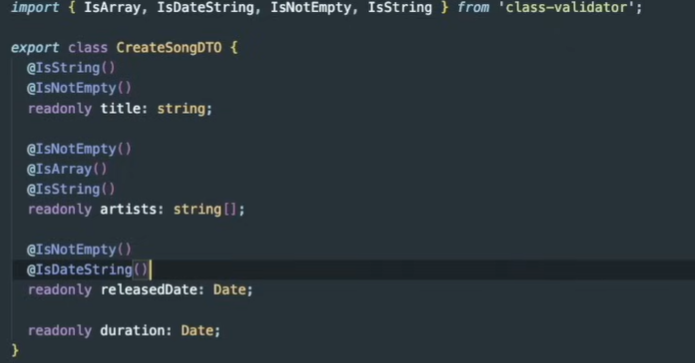 import { IsArray, IsDateString, IsNotEmpty, IsString } from 'class-validator';
export class CreateSongDTO {
@IsString()
@IsNotEmpty()
readonly title: string;
@IsNotEmpty()
@IsArray()
@IsString()
readonly artists: string[];
@IsNotEmpty()
@IsDateString()
readonly releasedDate: Date;
readonly duration: Date;
}